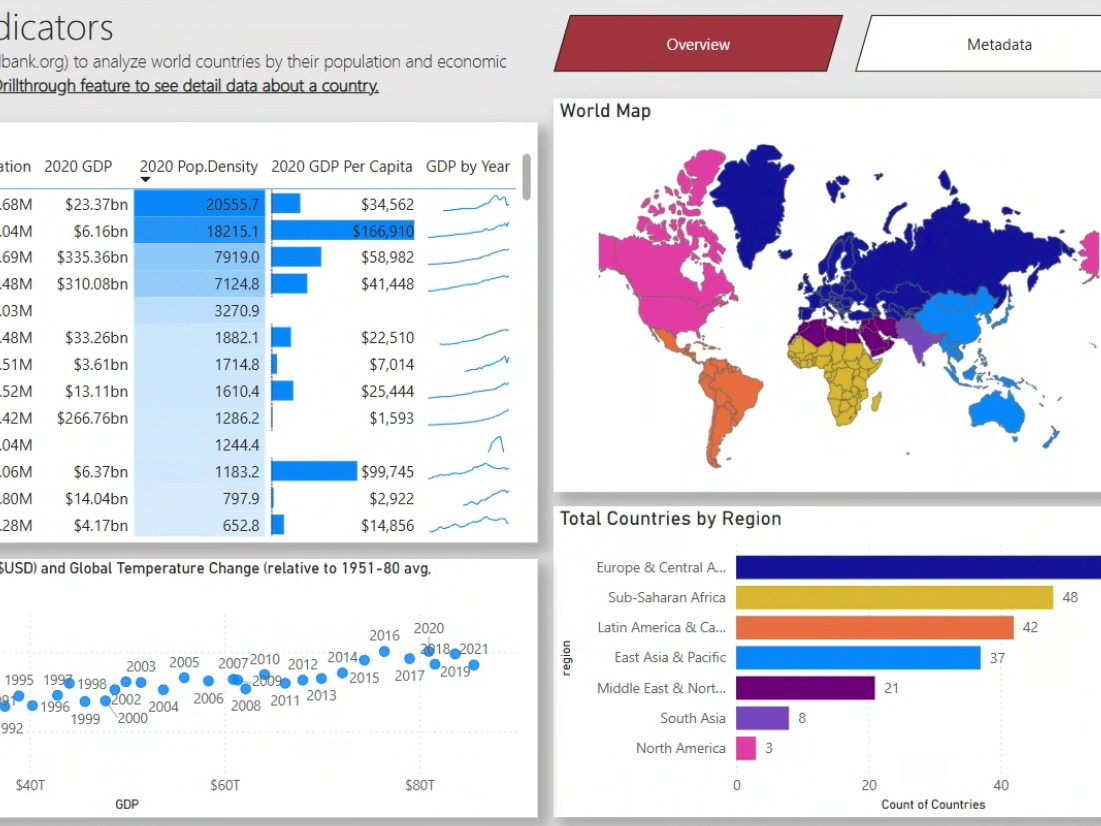 dicators
lbank.org) to analyze world countries by their population and economic
Drillthrough feature to see detail data about a country.
Overview
Metadata
ation 2020 GDP 2020 Pop.Density 2020 GDP Per Capita GDP by Year
.68M $23.37bn 20555.7 $34,562
.04M $6.16bn 18215.1 $166,910
.69M $335.36bn 7919.0 $58,982
.48M $310.08bn 7124.8 $41,448
.03M 3270.9
.48M $33.26bn 1882.1 $22,510
.51M $3.61bn 1714.8 $7,014
.52M $13.11bn 1610.4 $25,444
.42M $266.76bn 1286.2 $1,593
.04M 1244.4
.06M $6.37bn 1183.2 $99,745
.80M $14.04bn 797.9 $2,922
.28M $4.17bn 652.8 $14,856
World Map
$USD) and Global Temperature Change (relative to 1951-80 avg.
2020
2016
2018 2021
2003 2005 2007 2010 2012 2014
1995 1997 1998 2009 2015 2017 2019
1996 2002 2004 2006 2008 2011 2013
992 1999 2000
$40T $60T $80T
GDP
Total Countries by Region
region
Europe & Central A...
Sub-Saharan Africa 48
Latin America & Ca... 42
East Asia & Pacific 37
Middle East & Nort... 21
South Asia 8
North America 3
0 20 40
Count of Countries